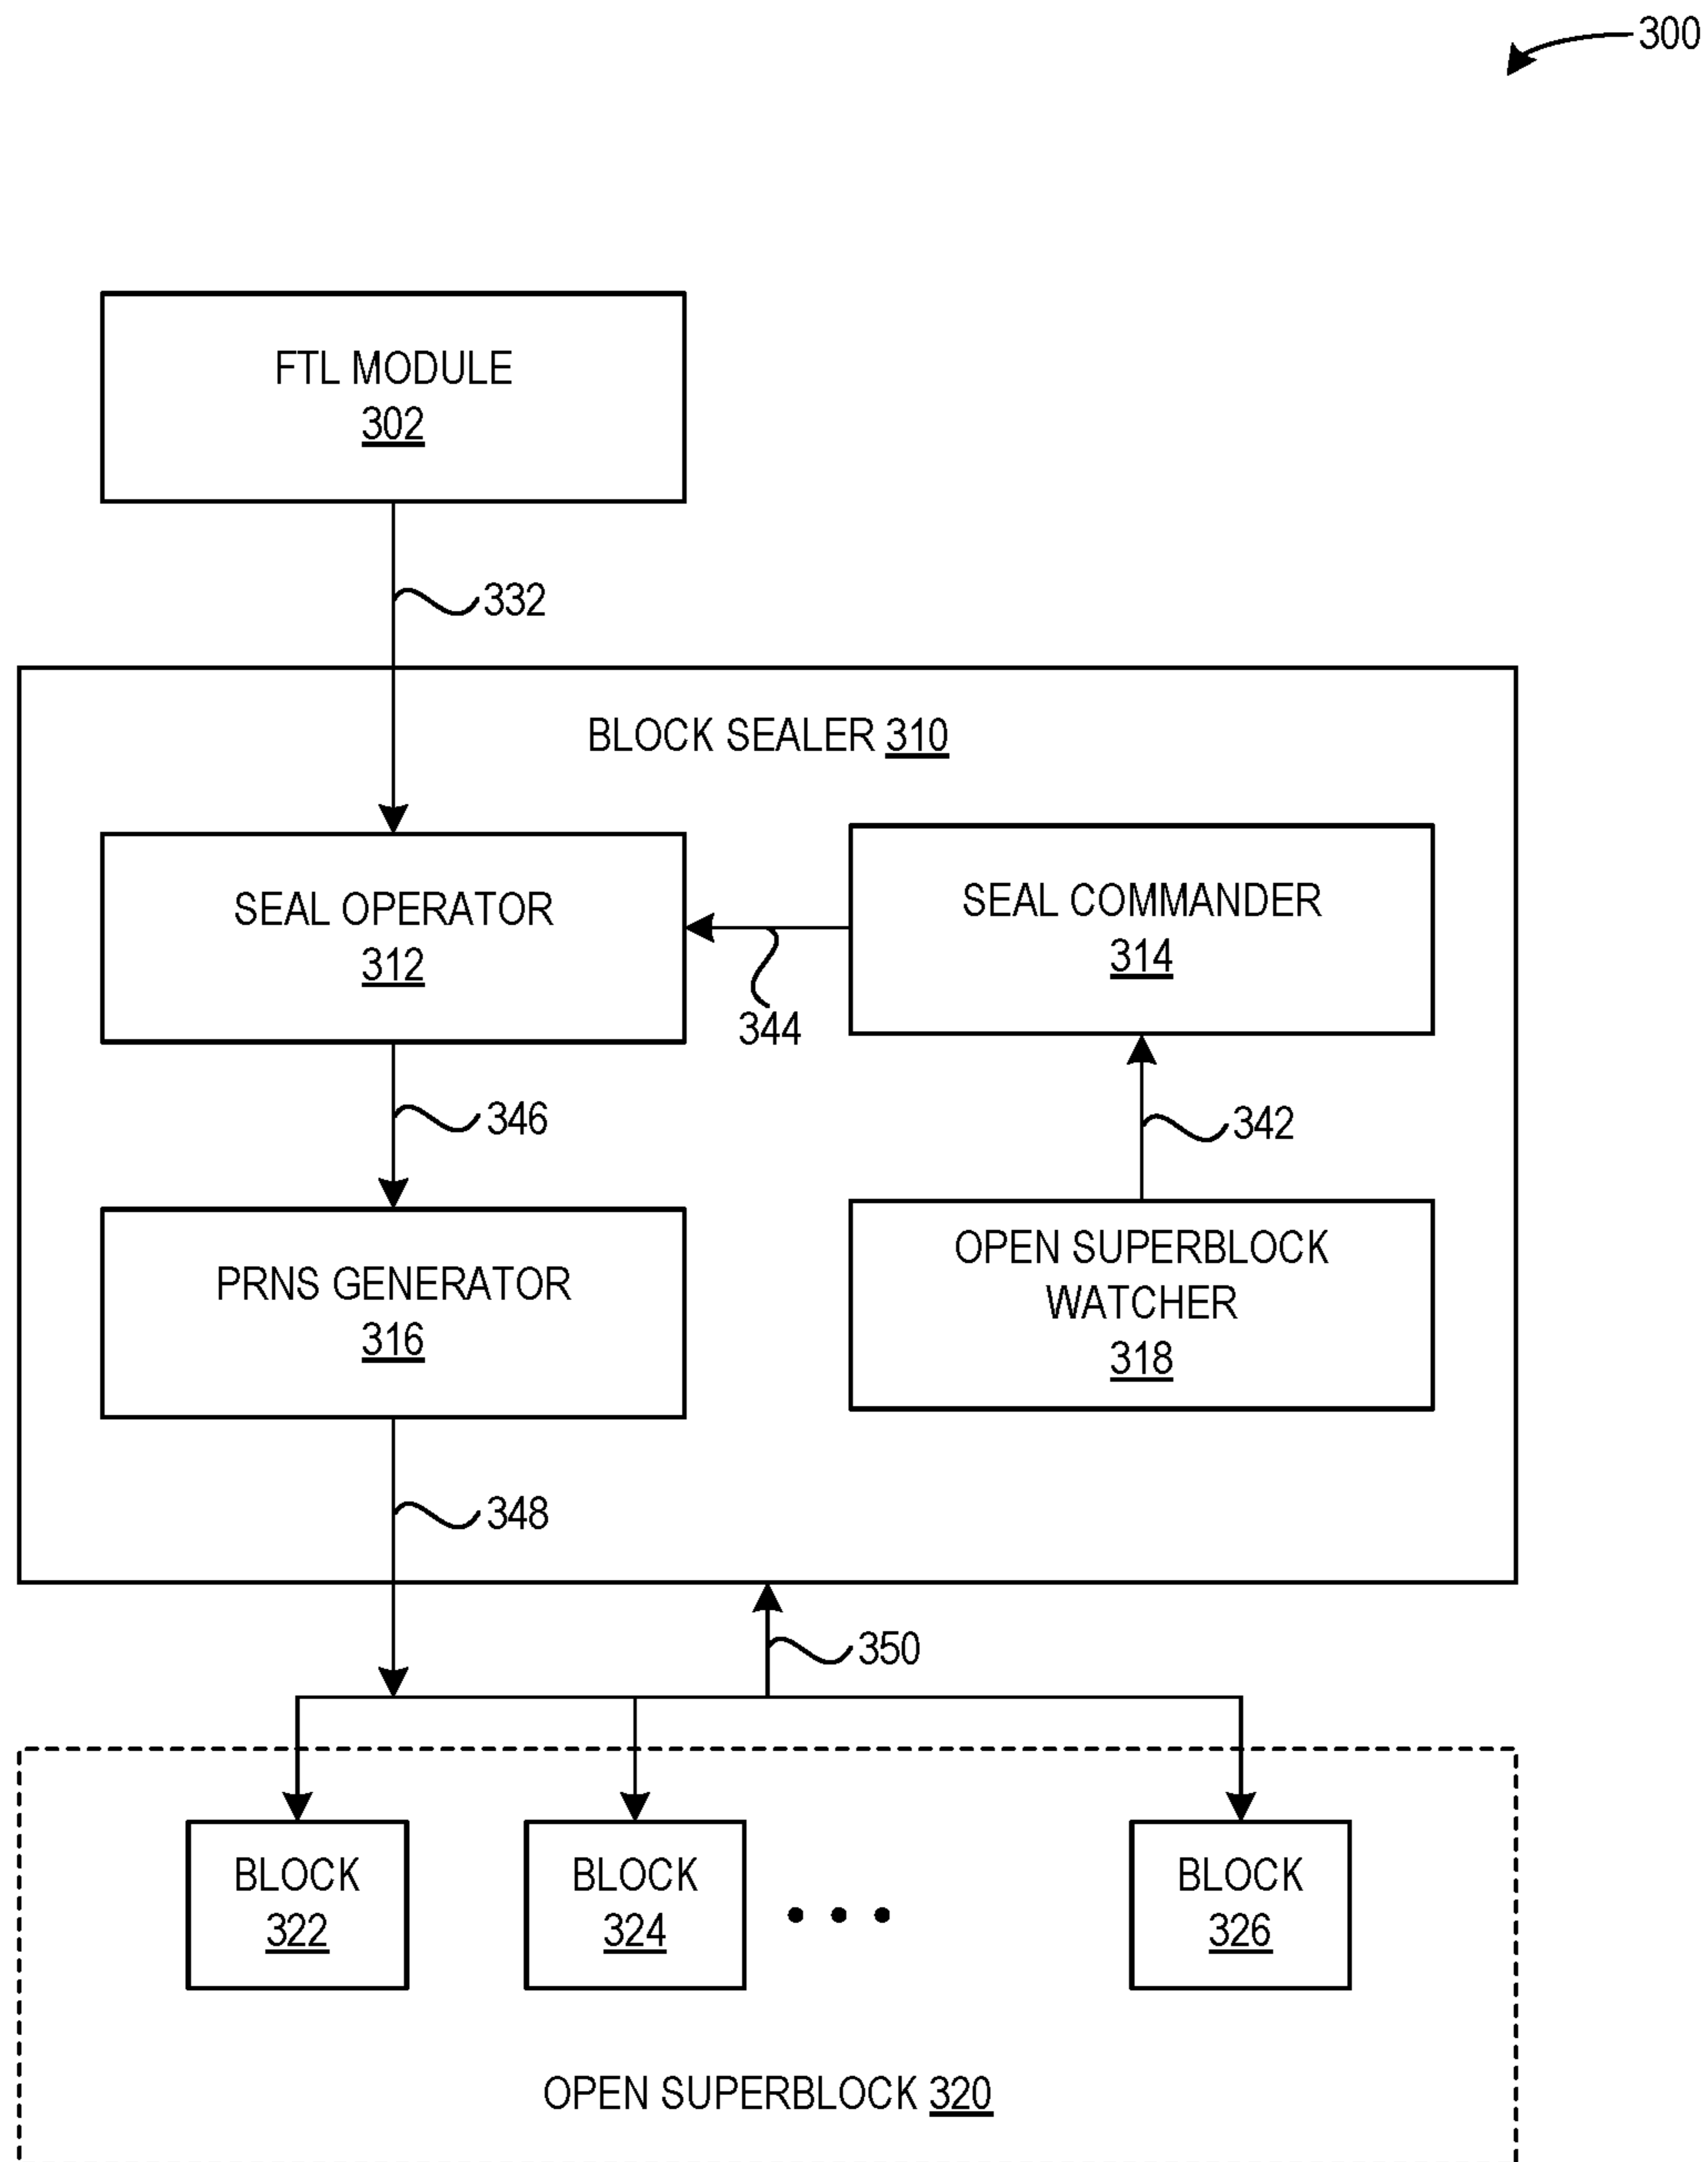 300
FTL MODULE
302
332
BLOCK SEALER 310
SEAL OPERATOR
312
SEAL COMMANDER
314
344
346
342
PRNS GENERATOR
316
OPEN SUPERBLOCK
WATCHER
318
348
350
BLOCK
322
BLOCK
324
BLOCK
326
OPEN SUPERBLOCK 320